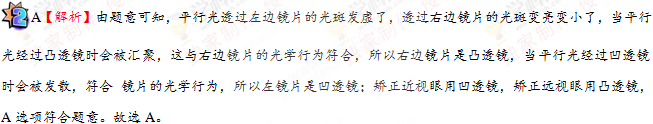 2 A【解析】由题意可知，平行光透过左边镜片的光斑发虚了，透过右边镜片的光斑变亮变小了，当平行
光经过凸透镜时会被汇聚，这与右边镜片的光学行为符合，所以右边镜片是凸透镜，当平行光经过凹透镜
时会被发散，符合 镜片的光学行为，所以左镜片是凹透镜；矫正近视眼用凹透镜，矫正远视眼用凸透镜，
A 选项符合题意。故选 A。